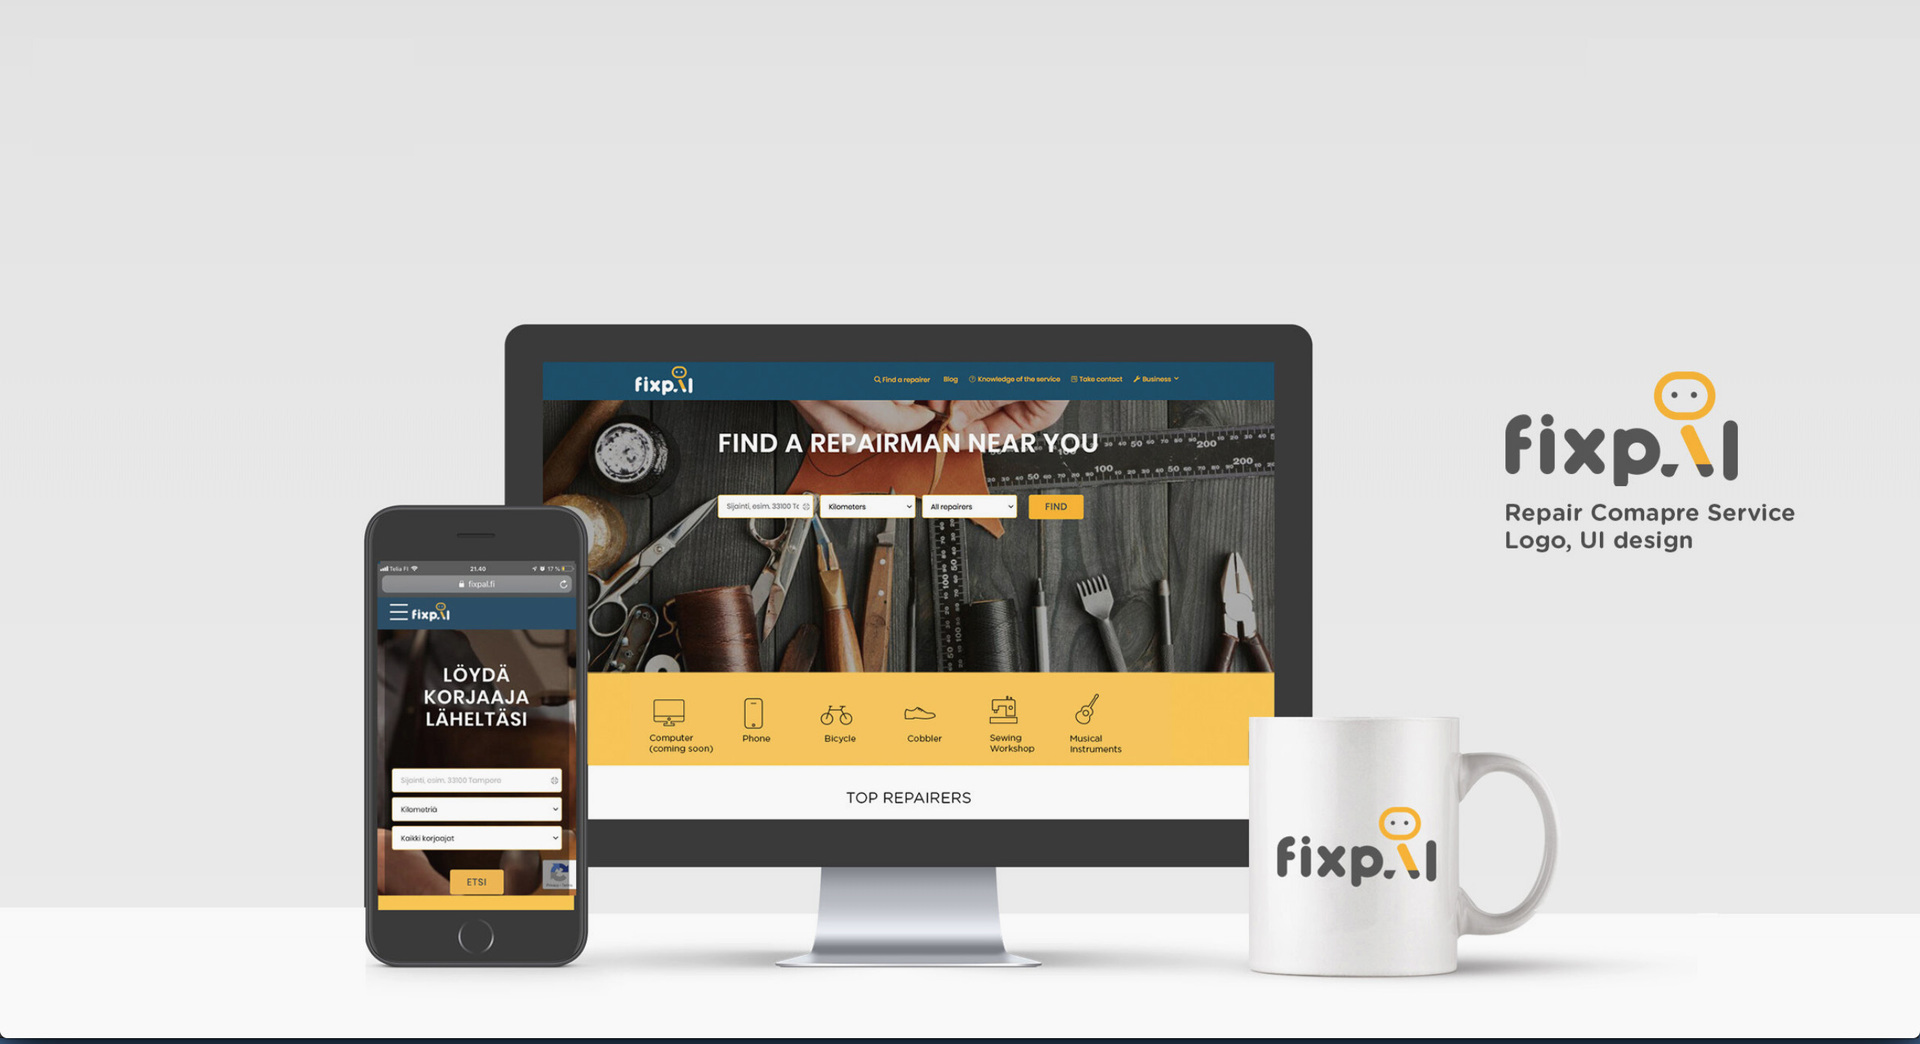 fixpal
Find a repairer
Blog
Knowledge of the service
Take contact
Business
FIND A REPAIRMAN NEAR YOU
Sijainti, esim. 33100 Tc
Kilometers
All repairers
FIND
Computer
(coming soon)
Phone
Bicycle
Cobbler
Sewing
Workshop
Musical
Instruments
TOP REPAIRERS
Telia FI
21.40
17 %
fixpal.fi
fixpal
LÖYDÄ
KORJAAJA
LÄHELTÄSI
Sijainti, esim. 33100 Tampere
Kilometriä
Kaikki korjaajat
ETSI
fixpal
fixpal
Repair Comapre Service
Logo, UI design